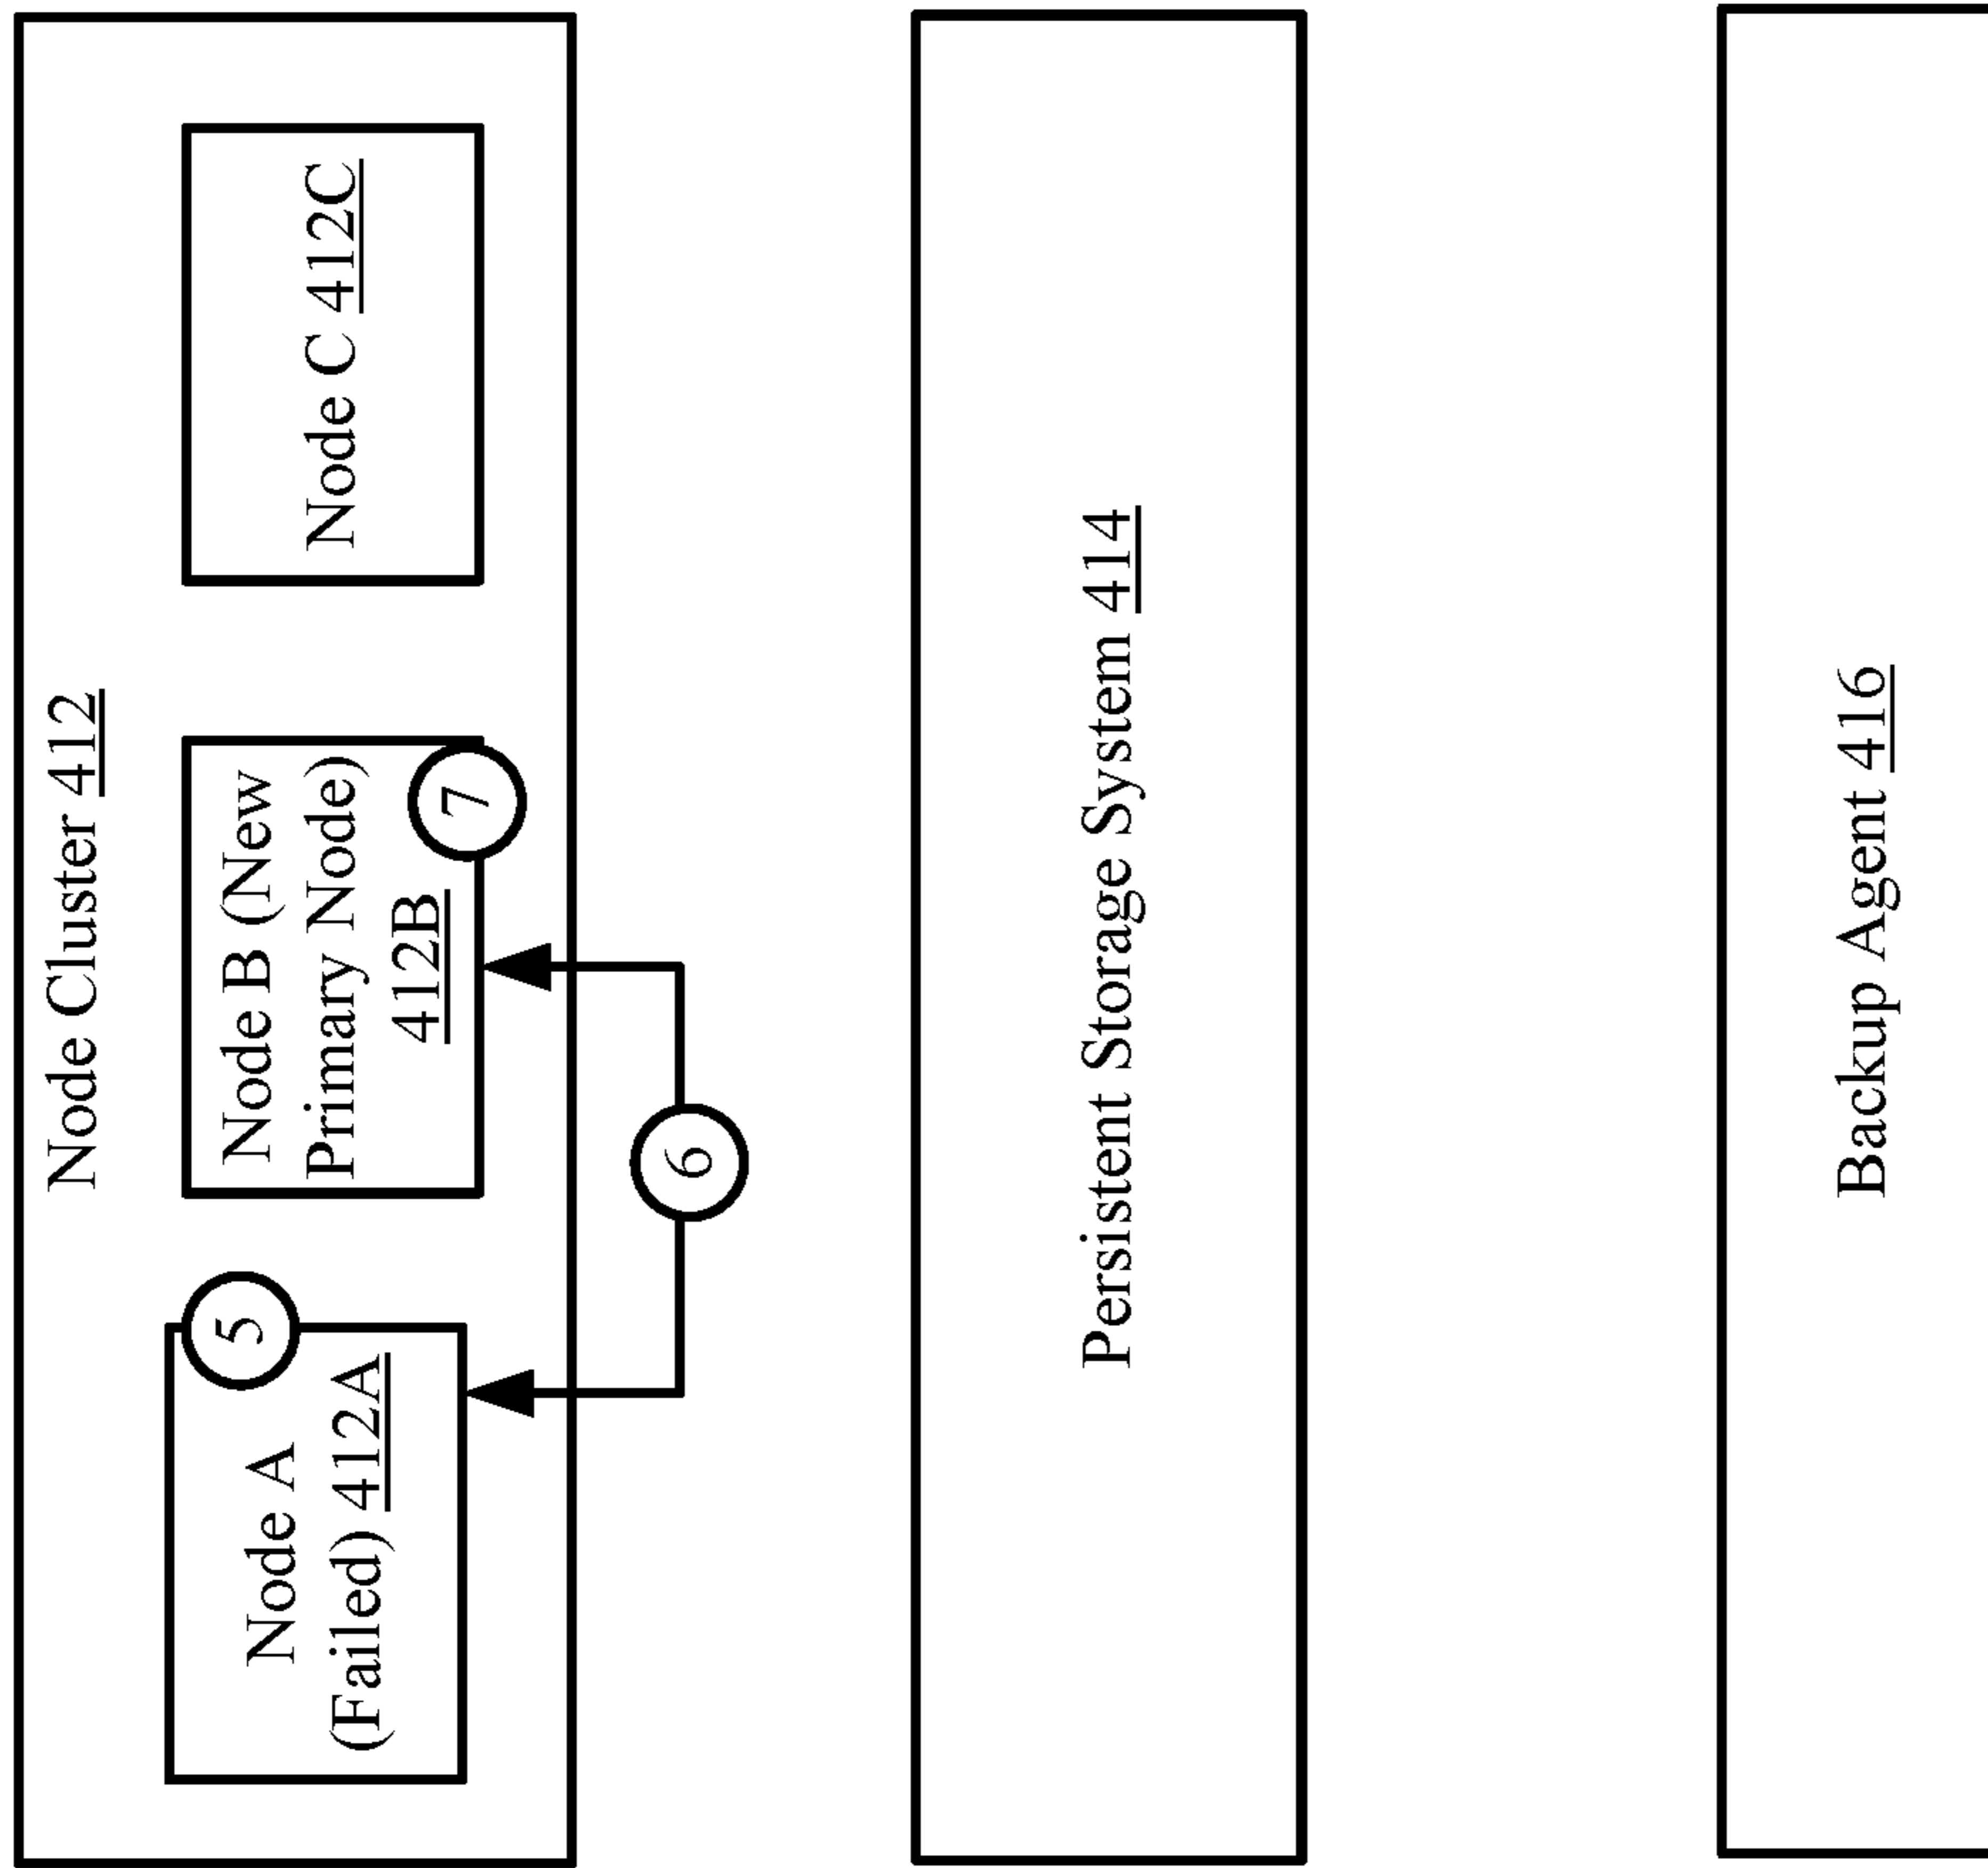 Node Cluster 412
Node A
(Failed) 412A
5
Node B (New
Primary Node)
412B
7
Node C 412C
6
Persistent Storage System 414
Backup Agent 416